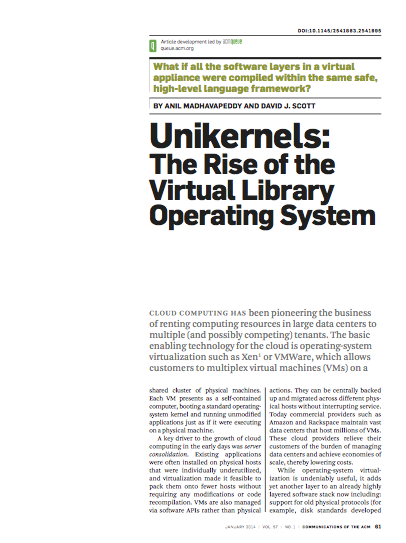 DOI:10.1145/2541883.2541895
Article development led by acmqueue
queue.acm.org
What if all the software layers in a virtual
appliance were compiled within the same safe,
high-level language framework?
BY ANIL MADHAVAPEDDY AND DAVID J. SCOTT
Unikernels:
The Rise of the
Virtual Library
Operating System
CLOUD COMPUTING HAS been pioneering the business
of renting computing resources in large data centers to
multiple (and possibly competing) tenants. The basic
enabling technology for the cloud is operating-system
virtualization such as Xen1 or VMWare, which allows
customers to multiplex virtual machines (VMs) on a
shared cluster of physical machines.
Each VM presents as a self-contained
computer, booting a standard operating-
system kernel and running unmodified
applications just as if it were executing
on a physical machine.
A key driver to the growth of cloud
computing in the early days was server
consolidation. Existing applications
were often installed on physical hosts
that were individually underutilized,
and virtualization made it feasible to
pack them onto fewer hosts without
requiring any modifications or code
recompilation. VMs are also managed
via software APIs rather than physical
actions. They can be centrally backed
up and migrated across different phys-
ical hosts without interrupting service.
Today commercial providers such as
Amazon and Rackspace maintain vast
data centers that host millions of VMs.
These cloud providers relieve their
customers of the burden of managing
data centers and achieve economies of
scale, thereby lowering costs.
While operating-system virtual-
ization is undeniably useful, it adds
yet another layer to an already highly
layered software stack now including:
support for old physical protocols (for
example, disk standards developed
JANUARY 2014 | VOL. 57 | NO. 1 | COMMUNICATIONS OF THE ACM 61